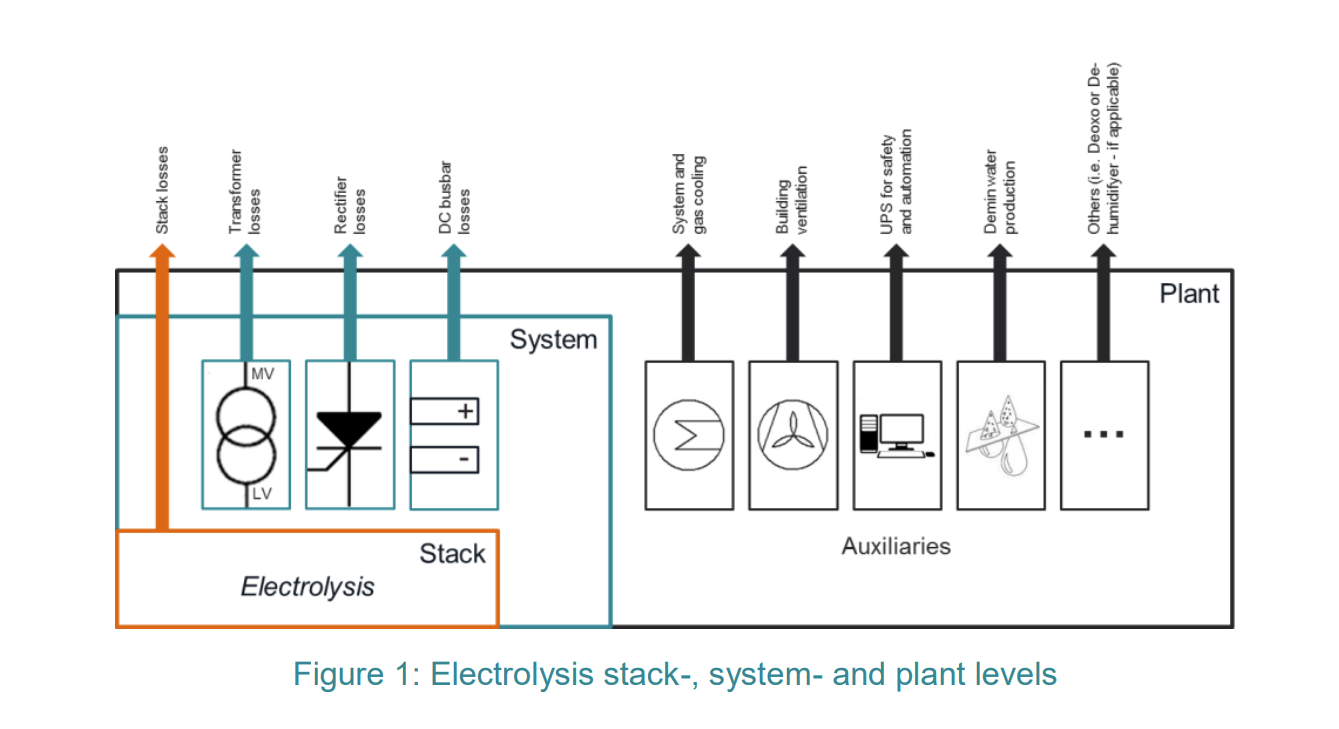 Stack losses
Transformer
losses
Rectifier
losses
DC busbar
losses
System and
gas cooling
Building
ventilation
UPS for safety
and automation
Demin water
production
Others (i.e. Deoxo or De-
humidifyer - if applicable)
Plant
System
MV
LV
+
-
Stack
Electrolysis
...
Auxiliaries
Figure 1: Electrolysis stack-, system- and plant levels